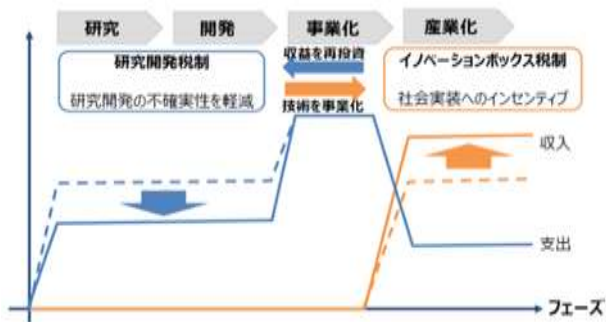 研究
開発
事業化
産業化
研究開発税制
研究開発の不確実性を軽減
収益を再投資
技術を事業化
イノベーションボックス税制
社会実装へのインセンティブ
収入
支出
フェーズ